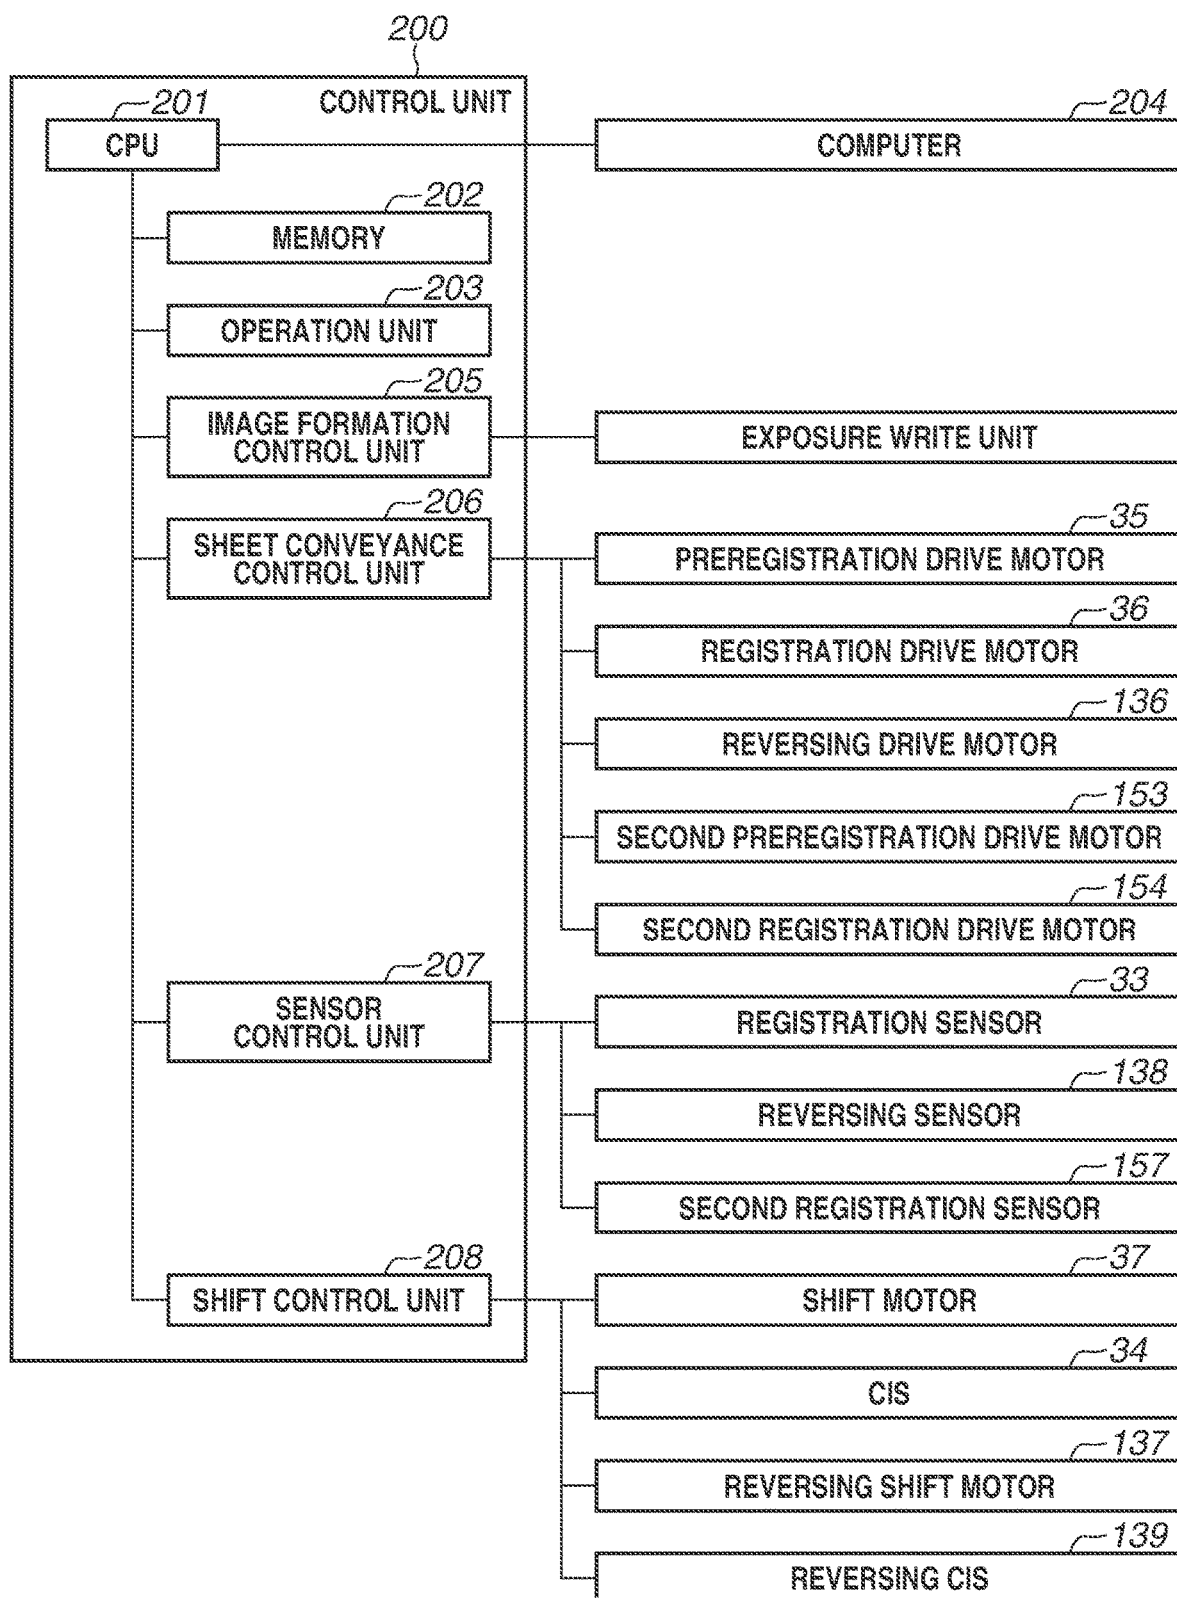 200
CONTROL UNIT
201
CPU
204
COMPUTER
202
MEMORY
203
OPERATION UNIT
205
IMAGE FORMATION
CONTROL UNIT
EXPOSURE WRITE UNIT
206
SHEET CONVEYANCE
CONTROL UNIT
35
PREREGISTRATION DRIVE MOTOR
36
REGISTRATION DRIVE MOTOR
136
REVERSING DRIVE MOTOR
153
SECOND PREREGISTRATION DRIVE MOTOR
154
SECOND REGISTRATION DRIVE MOTOR
207
SENSOR
CONTROL UNIT
33
REGISTRATION SENSOR
138
REVERSING SENSOR
157
SECOND REGISTRATION SENSOR
208
SHIFT CONTROL UNIT
37
SHIFT MOTOR
34
CIS
137
REVERSING SHIFT MOTOR
139
REVERSING CIS